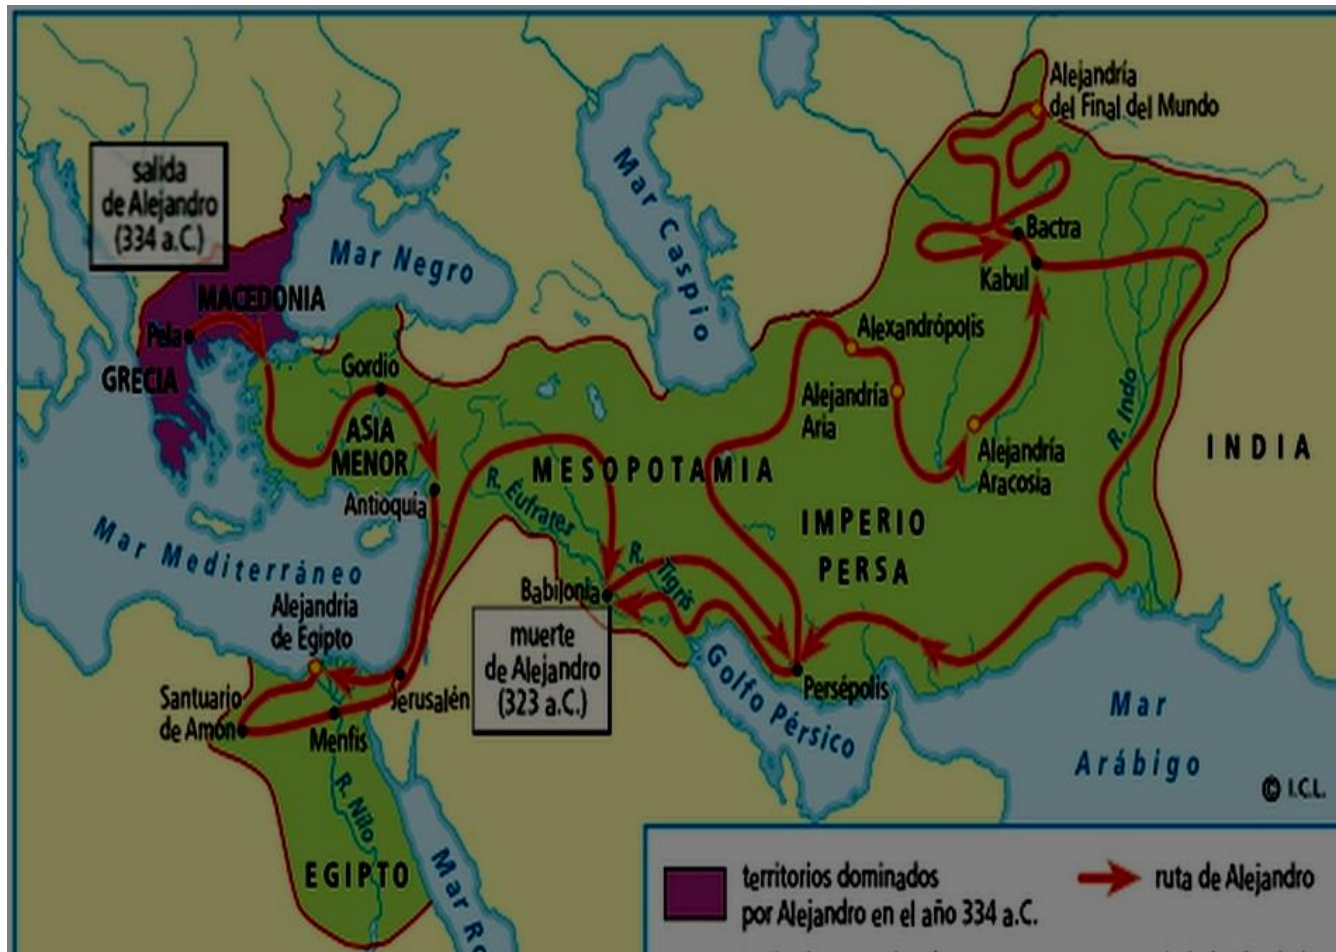 Alejandría
del Final del Mundo
salida
de Alejandro
(334 a.C.)
Mar Caspio
Mar Negro
Bactra
Kabul
MACEDONIA
Pela
GRECIA
Gordió
Alexandrópolis
Alejandría
Aria
ASIA
MENOR
R. Indo
INDIA
Alejandría
Aracosia
MESOPOTAMIA
Antioquía
R. Éufrates
IMPERIO
PERSA
Mar Mediterráneo
R. Tigris
Babilonia
Alejandría
de Egipto
muerte
de Alejandro
(323 a.C.)
Golfo Pérsico
Persépolis
Santuario
de Amón
Jerusalén
Menfis
Mar
Arábigo
R. Nilo
© I.C.L.
EGIPTO
Mar
territorios dominados
por Alejandro en el año 334 a.C.
ruta de Alejandro